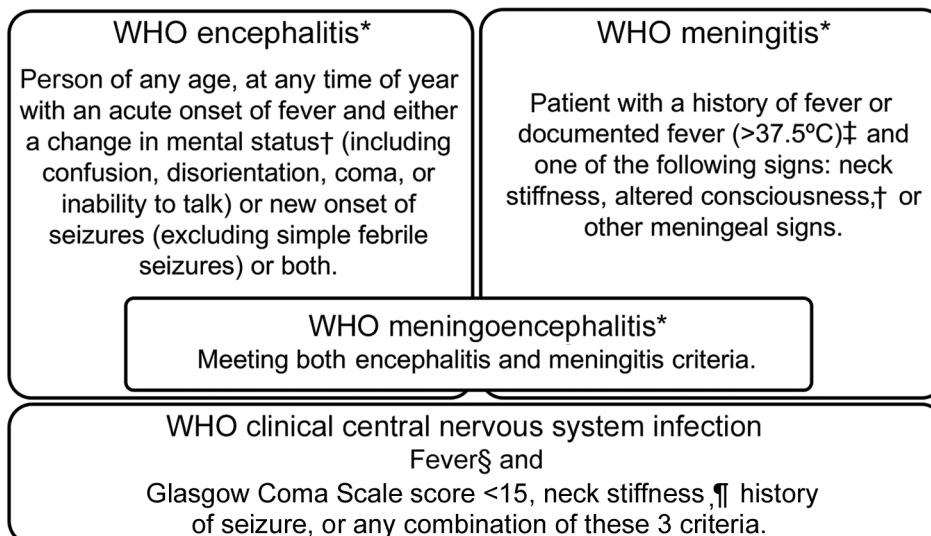 WHO encephalitis*
Person of any age, at any time of year
with an acute onset of fever and either
a change in mental status† (including
confusion, disorientation, coma, or
inability to talk) or new onset of
seizures (excluding simple febrile
seizures) or both.
WHO meningitis*
Patient with a history of fever or
documented fever (>37.5ºC)‡ and
one of the following signs: neck
stiffness, altered consciousness,† or
other meningeal signs.
WHO meningoencephalitis*
Meeting both encephalitis and meningitis criteria.
WHO clinical central nervous system infection
Fever§ and
Glasgow Coma Scale score <15, neck stiffness,¶ history
of seizure, or any combination of these 3 criteria.